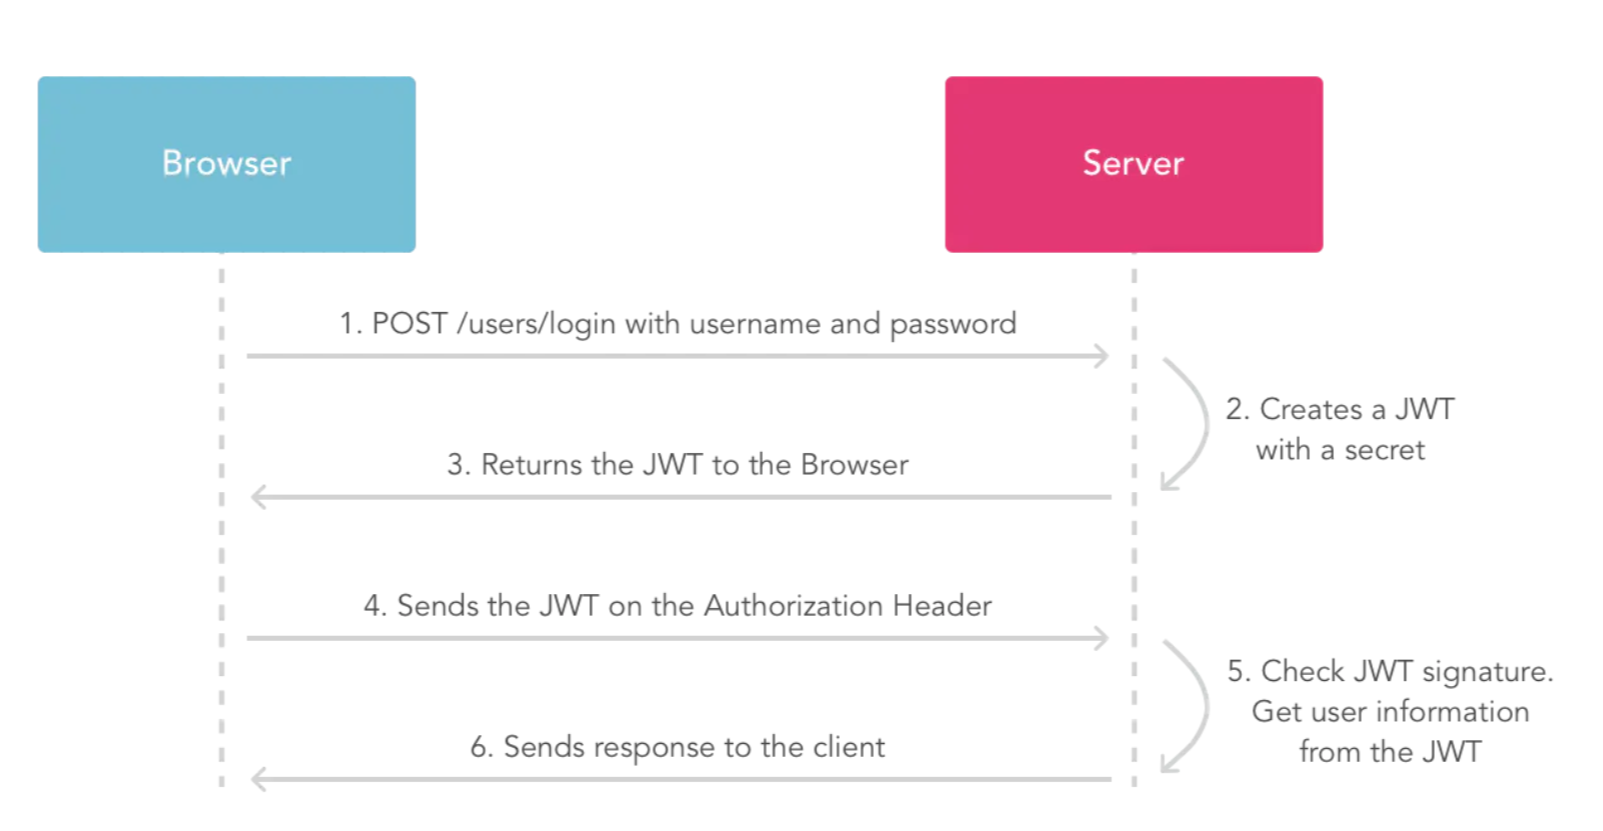 Browser
Server
1. POST /users/login with username and password
2. Creates a JWT
with a secret
3. Returns the JWT to the Browser
4. Sends the JWT on the Authorization Header
5. Check JWT signature.
Get user information
from the JWT
6. Sends response to the client